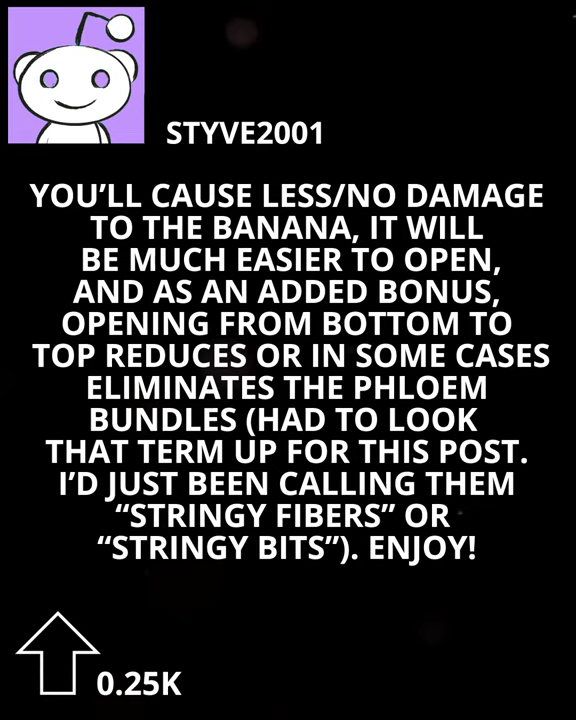 STYVE2001
YOU’LL CAUSE LESS/NO DAMAGE
TO THE BANANA, IT WILL
BE MUCH EASIER TO OPEN,
AND AS AN ADDED BONUS,
OPENING FROM BOTTOM TO
TOP REDUCES OR IN SOME CASES
ELIMINATES THE PHLOEM
BUNDLES (HAD TO LOOK
THAT TERM UP FOR THIS POST.
I’D JUST BEEN CALLING THEM
“STRINGY FIBERS” OR
“STRINGY BITS”). ENJOY!
0.25K